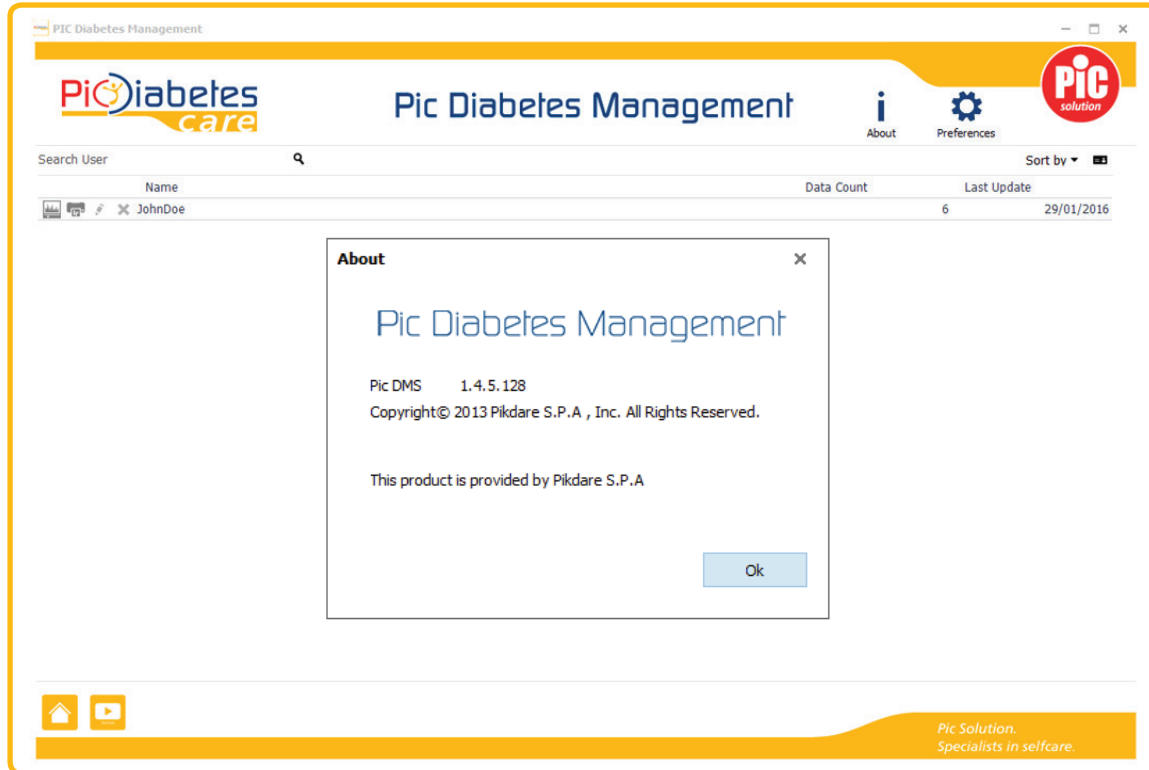 PIC Diabetes Management
PicDiabetes
care
Pic Diabetes Management
About
Preferences
Pic
solution
Search User
Sort by
Name Data Count Last Update
JohnDoe 6 29/01/2016
About
Pic Diabetes Management
Pic DMS 1.4.5.128
Copyright© 2013 Pikdare S.P.A , Inc. All Rights Reserved.
This product is provided by Pikdare S.P.A
Ok
Pic Solution.
Specialists in selfcare.